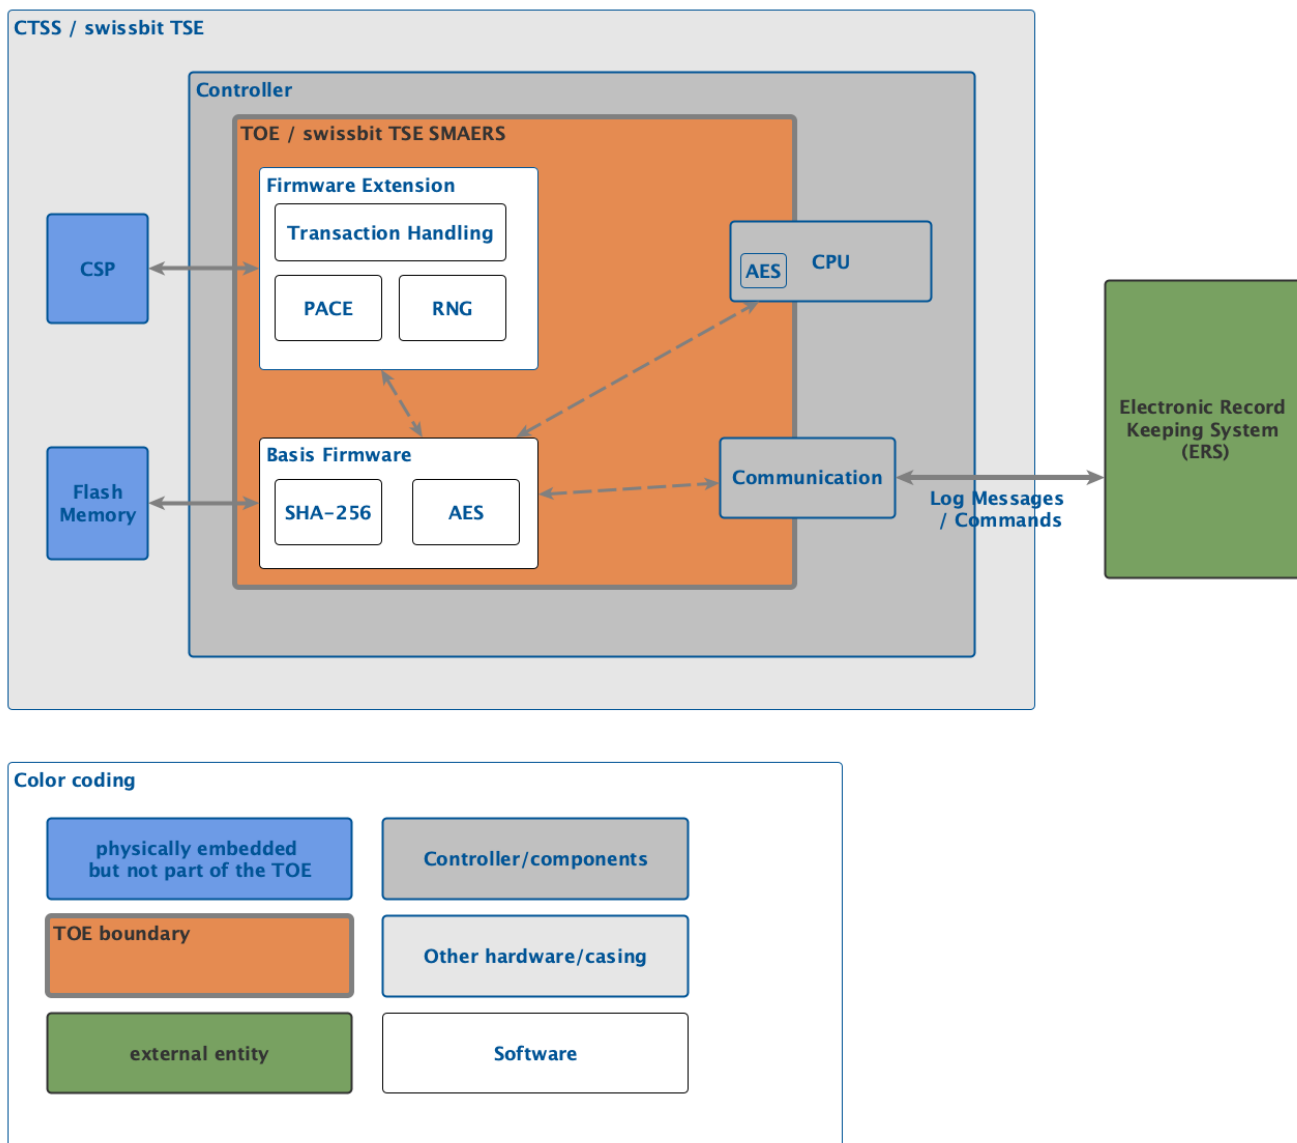 CTSS / swissbit TSE
Controller
TOE / swissbit TSE SMAERS
Firmware Extension
Transaction Handling
PACE
RNG
CSP
AES
CPU
Basis Firmware
SHA-256
AES
Flash
Memory
Communication
Log Messages
/ Commands
Electronic Record
Keeping System
(ERS)
Color coding
physically embedded
but not part of the TOE
Controller/components
TOE boundary
Other hardware/casing
external entity
Software